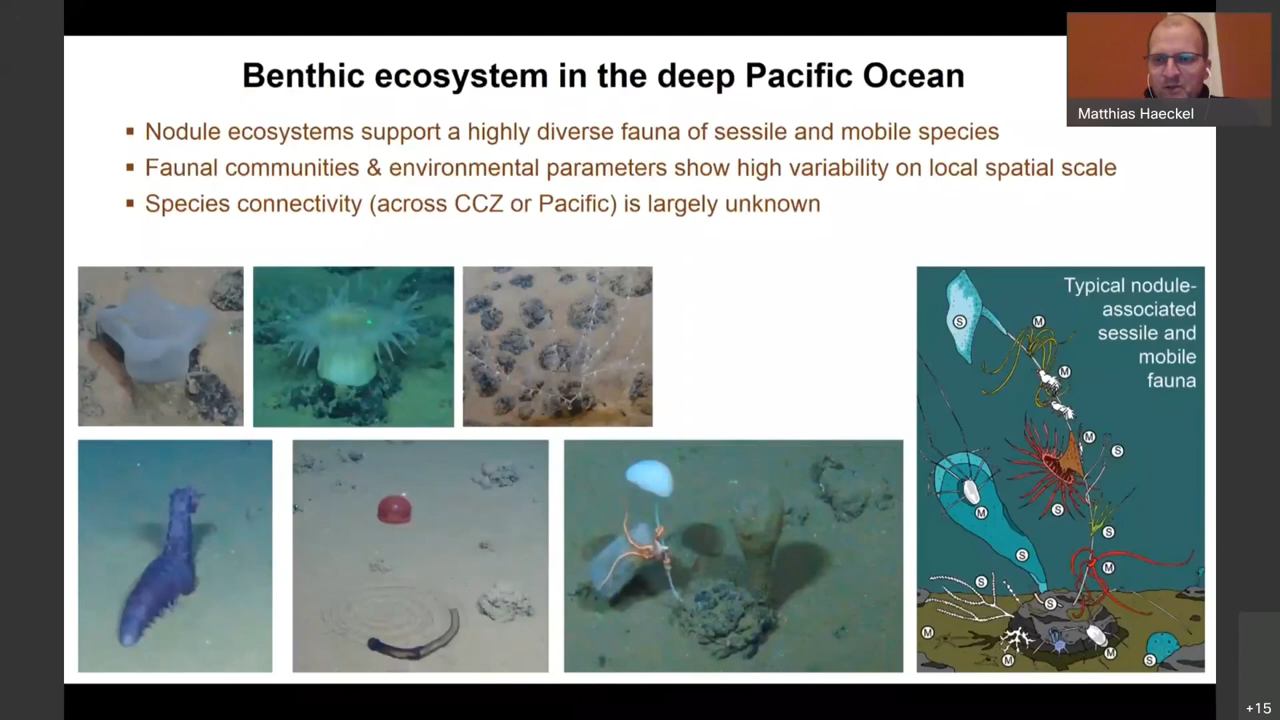 Benthic ecosystem in the deep Pacific Ocean
Matthias Haeckel
▪ Nodule ecosystems support a highly diverse fauna of sessile and mobile species
▪ Faunal communities & environmental parameters show high variability on local spatial scale
▪ Species connectivity (across CCZ or Pacific) is largely unknown
Typical nodule-
associated
sessile and
mobile
fauna
S
M
M
M
S
S
M
S
S
M
S
S
M
M
M
S
+15